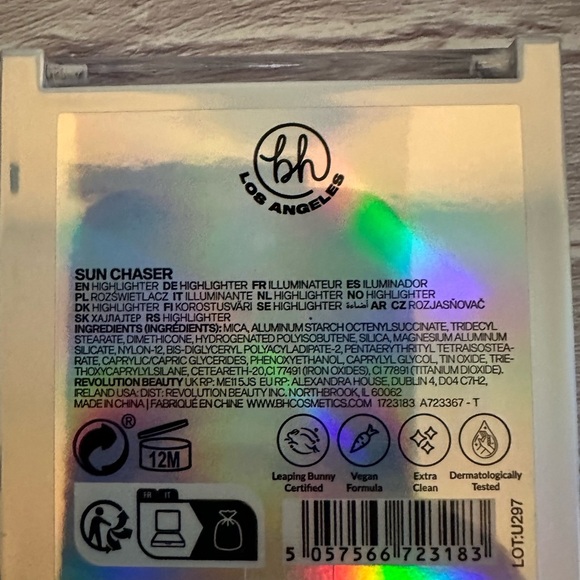 bh
LOS ANGELES
SUN CHASER
EN HIGHLIGHTER DE HIGHLIGHTER FR ILLUMINATEUR ES ILUMINADOR
PL ROZŚWIETLACZ IT ILLUMINANTE NL HIGHLIGHTER NO HIGHLIGHTER
DK HIGHLIGHTER FI KOROSTUSVÄRI SE HIGHLIGHTER إضاءة AR CZ ROZJASŇOVAČ
SK ХАЈЛАЈТЕР RS HIGHLIGHTER
INGREDIENTS (INGRÉDIENTS): MICA, ALUMINUM STARCH OCTENYLSUCCINATE, TRIDECYL
STEARATE, DIMETHICONE, HYDROGENATED POLYISOBUTENE, SILICA, MAGNESIUM ALUMINUM
SILICATE, NYLON-12, BIS-DIGLYCERYL POLYACYLADIPATE-2, PENTAERYTHRITYL TETRAISOSTEA-
RATE, CAPRYLIC/CAPRIC GLYCERIDES, PHENOXYETHANOL, CAPRYLYL GLYCOL, TIN OXIDE, TRIE-
THOXYCAPRYLYLSILANE, CETEARETH-20, CI 77491 (IRON OXIDES), CI 77891 (TITANIUM DIOXIDE).
REVOLUTION BEAUTY UK RP: ME11 5JS EU RP: ALEXANDRA HOUSE, DUBLIN 4, D04 C7H2,
IRELAND USA: DIST: REVOLUTION BEAUTY INC. NORTHBROOK, IL 60062
MADE IN CHINA | FABRIQUÉ EN CHINE WWW.BHCOSMETICS.COM 1723183 A723367 - T
®
12M
Leaping Bunny
Certified
Vegan
Formula
Extra
Clean
Dermatologically
Tested
FR IT
5 057566 723183
LOT:U297